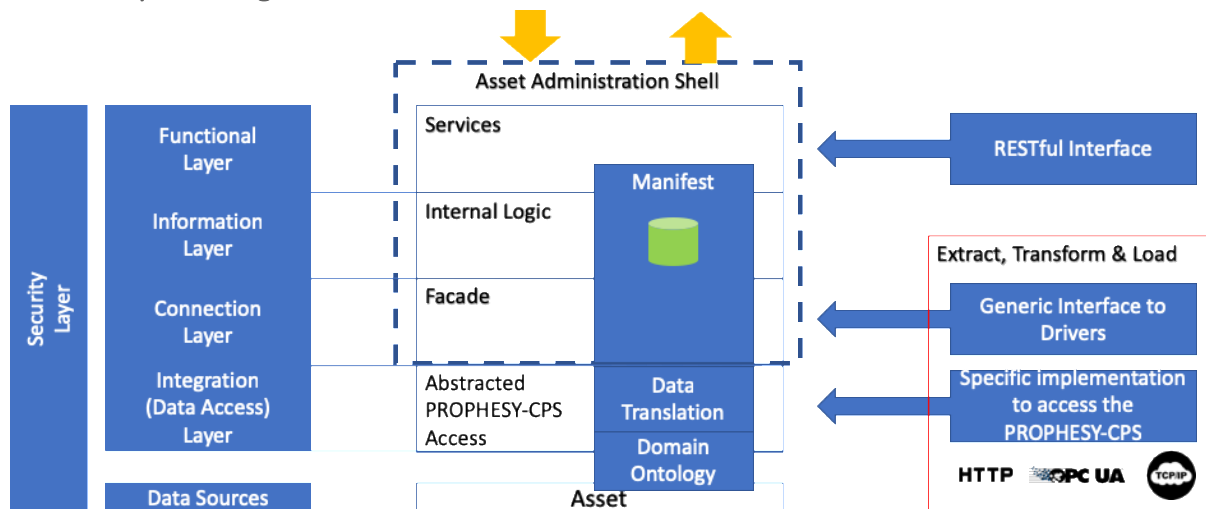 Asset Administration Shell
Security
Layer
Functional
Layer
Information
Layer
Connection
Layer
Integration
(Data Access)
Layer
Data Sources
Services
Internal Logic
Facade
Abstracted
PROPHESY-CPS
Access
Manifest
Data
Translation
Domain
Ontology
Asset
RESTful Interface
Extract, Transform & Load
Generic Interface to
Drivers
Specific implementation
to access the
PROPHESY-CPS
HTTP
OPC UA
TCP/IP